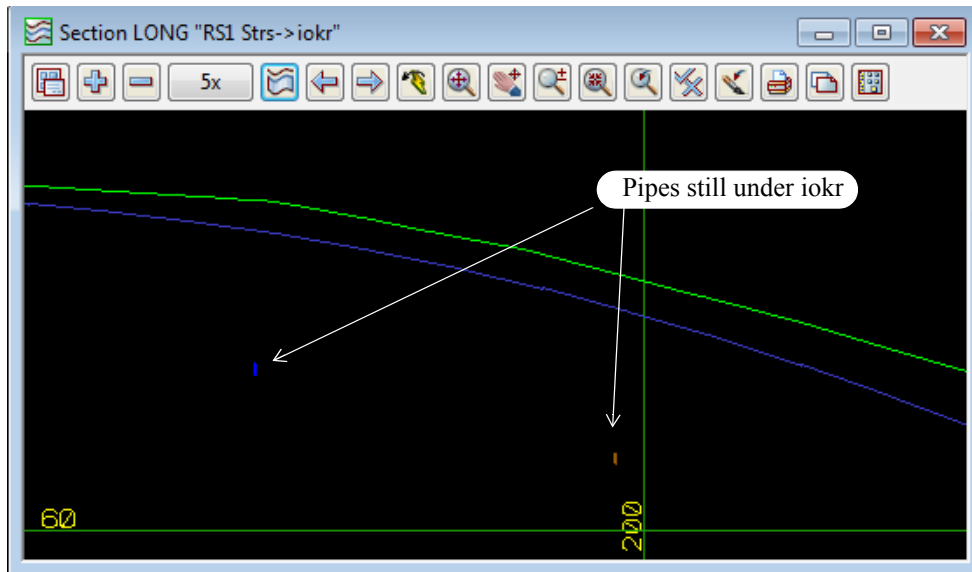 Section LONG "RS1 Strs->iokr"
5x
Pipes still under iokr
60
200